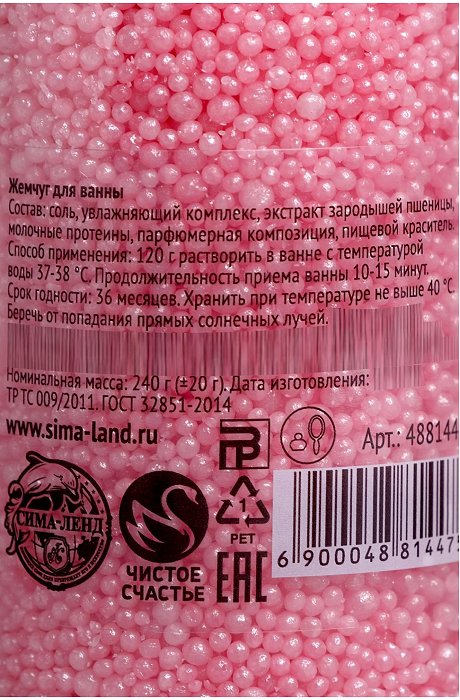 Жемчуг для ванны
Состав: соль, увлажняющий комплекс, экстракт зародышей пшеницы,
молочные протеины, парфюмерная композиция, пищевой краситель.
Способ применения: 120 г растворить в ванне с температурой
воды 37-38 °C. Продолжительность приема ванны 10-15 минут.
Срок годности: 36 месяцев. Хранить при температуре не выше 40 °C.
Беречь от попадания прямых солнечных лучей.
Номинальная масса: 240 г (±20 г). Дата изготовления:
ТР ТС 009/2011. ГОСТ 32851-2014
www.sima-land.ru
Арт.: 488144
СИМА-ЛЕНД
ЧИСТОЕ
СЧАСТЬЕ
1
PET
EAC
6 900048 81447